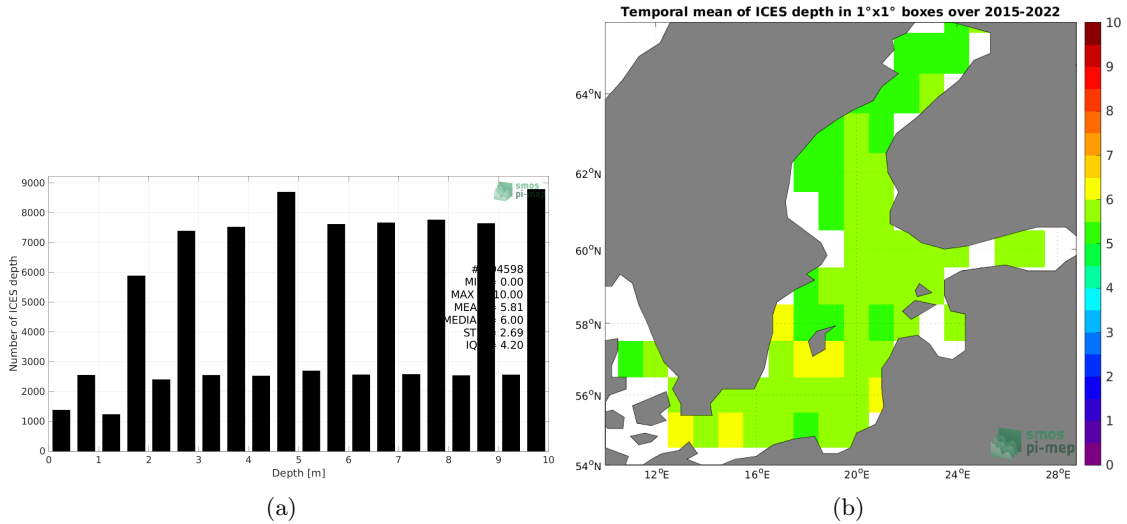 Temporal mean of ICES depth in 1°x1° boxes over 2015-2022
9000
8000
7000
6000
5000
4000
3000
2000
1000
0
Number of ICES depth
0 1 2 3 4 5 6 7 8 9 10
Depth [m]
smos
pi-mep
MAX
10.00
= 5.81
= 6.00
= 2.69
= 4.20
(a)
64°N
62°N
60°N
58°N
56°N
54°N
12°E 16°E 20°E 24°E 28°E
smos
pi-mep
10
9
8
7
6
5
4
3
2
1
0
(b)